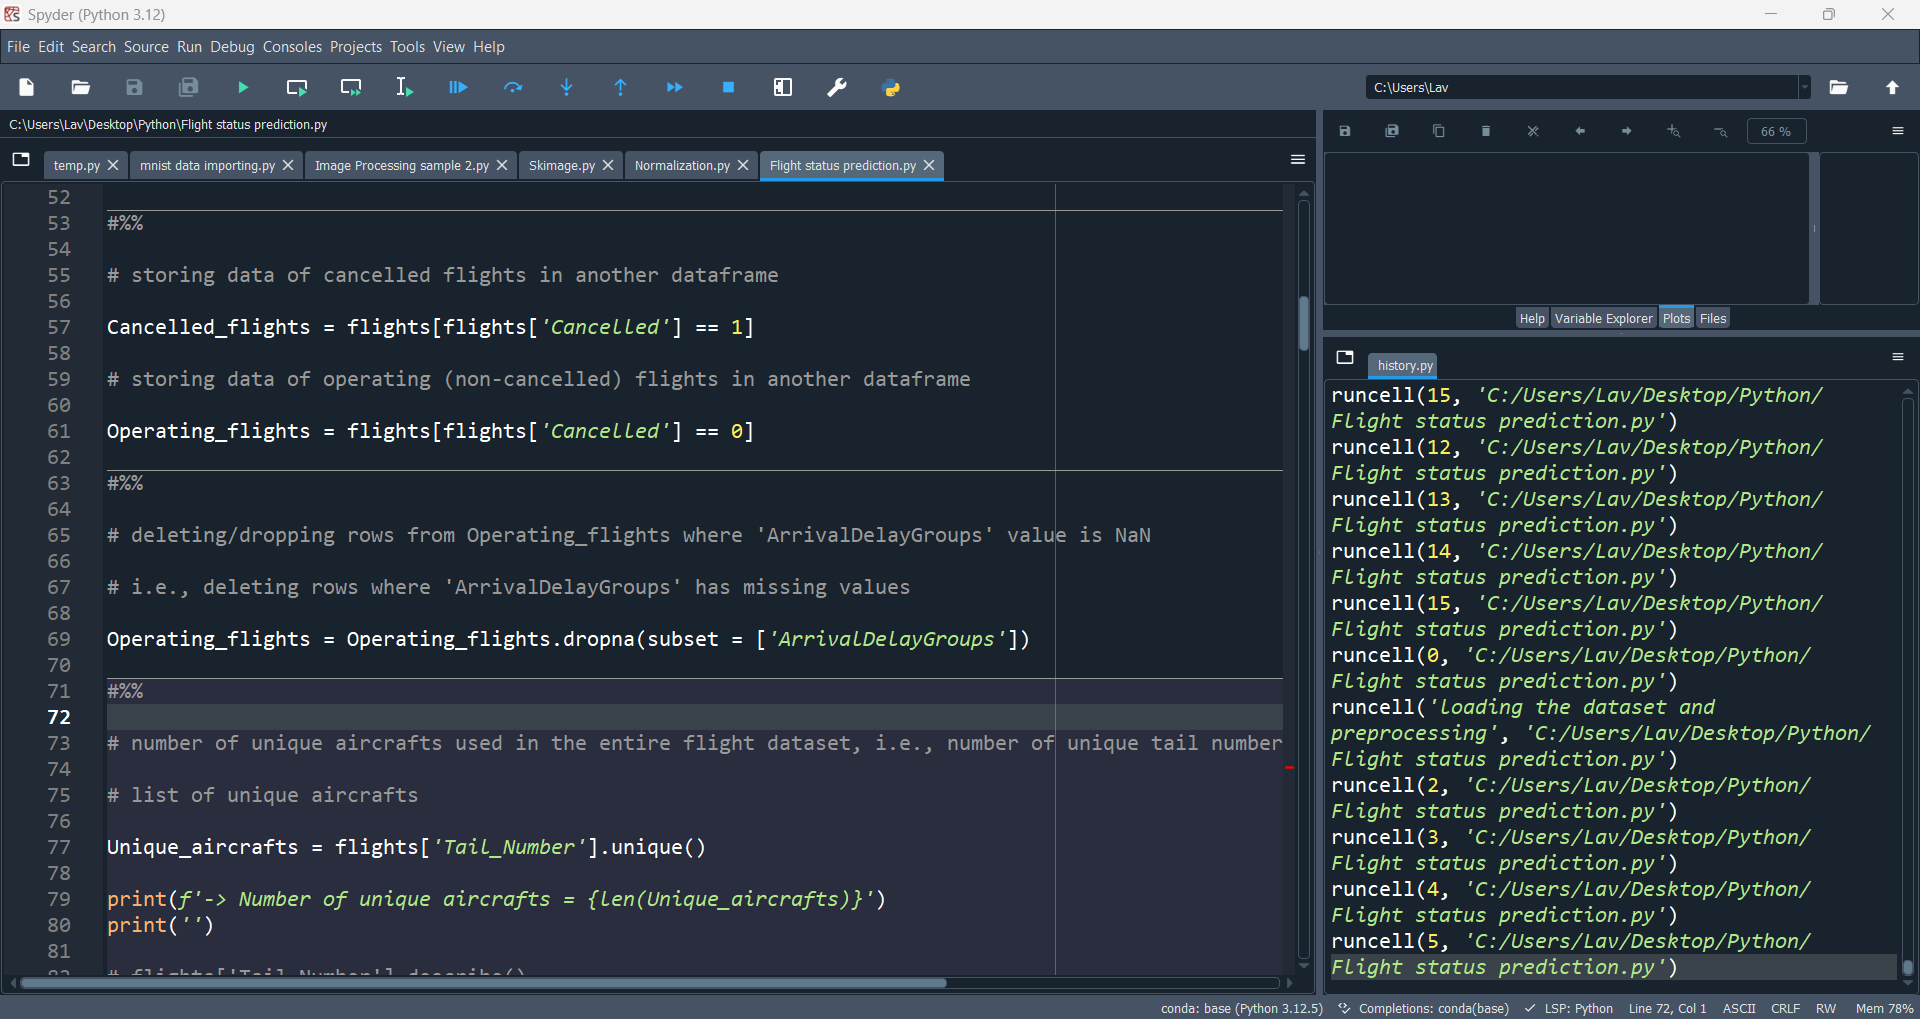 Spyder (Python 3.12)
File Edit Search Source Run Debug Consoles Projects Tools View Help
C:\Users\Lav
C:\Users\Lav\Desktop\Python\Flight status prediction.py
temp.py mnist data importing.py Image Processing sample 2.py Skimage.py Normalization.py Flight status prediction.py
52
53 #%%
54
55 # storing data of cancelled flights in another dataframe
56
57 Cancelled_flights = flights[flights['Cancelled'] == 1]
58
59 # storing data of operating (non-cancelled) flights in another dataframe
60
61 Operating_flights = flights[flights['Cancelled'] == 0]
62
63 #%%
64
65 # deleting/dropping rows from Operating_flights where 'ArrivalDelayGroups' value is NaN
66
67 # i.e., deleting rows where 'ArrivalDelayGroups' has missing values
68
69 Operating_flights = Operating_flights.dropna(subset = ['ArrivalDelayGroups'])
70
71 #%%
72
73 # number of unique aircrafts used in the entire flight dataset, i.e., number of unique tail number
74
75 # list of unique aircrafts
76
77 Unique_aircrafts = flights['Tail_Number'].unique()
78
79 print(f'-> Number of unique aircrafts = {len(Unique_aircrafts)}')
80 print('')
81
82 # flights['Tail_Number'].describe()
66 %
Help Variable Explorer Plots Files
history.py
runcell(15, 'C:/Users/Lav/Desktop/Python/
Flight status prediction.py')
runcell(12, 'C:/Users/Lav/Desktop/Python/
Flight status prediction.py')
runcell(13, 'C:/Users/Lav/Desktop/Python/
Flight status prediction.py')
runcell(14, 'C:/Users/Lav/Desktop/Python/
Flight status prediction.py')
runcell(15, 'C:/Users/Lav/Desktop/Python/
Flight status prediction.py')
runcell(0, 'C:/Users/Lav/Desktop/Python/
Flight status prediction.py')
runcell('loading the dataset and
preprocessing', 'C:/Users/Lav/Desktop/Python/
Flight status prediction.py')
runcell(2, 'C:/Users/Lav/Desktop/Python/
Flight status prediction.py')
runcell(3, 'C:/Users/Lav/Desktop/Python/
Flight status prediction.py')
runcell(4, 'C:/Users/Lav/Desktop/Python/
Flight status prediction.py')
runcell(5, 'C:/Users/Lav/Desktop/Python/
Flight status prediction.py')
conda: base (Python 3.12.5) Completions: conda(base) LSP: Python Line 72, Col 1 ASCII CRLF RW Mem 78%